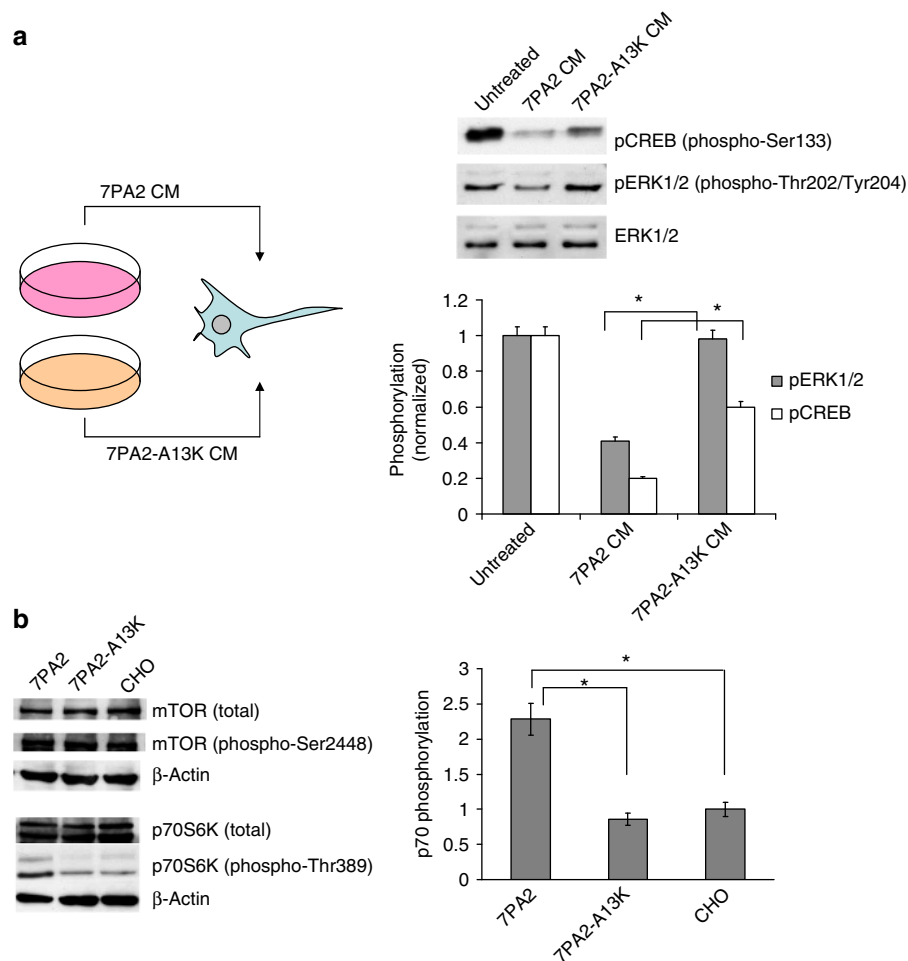 a
Untreated
7PA2 CM
7PA2-A13K CM
pCREB (phospho-Ser133)
pERK1/2 (phospho-Thr202/Tyr204)
ERK1/2
7PA2 CM
7PA2-A13K CM
Phosphorylation
(normalized)
1.2
1
0.8
0.6
0.4
0.2
0
*
*
pERK1/2
pCREB
Untreated
7PA2 CM
7PA2-A13K CM
b
7PA2
7PA2-A13K
CHO
mTOR (total)
mTOR (phospho-Ser2448)
β-Actin
p70S6K (total)
p70S6K (phospho-Thr389)
β-Actin
p70 phosphorylation
3
2.5
2
1.5
1
0.5
0
*
*
7PA2
7PA2-A13K
CHO